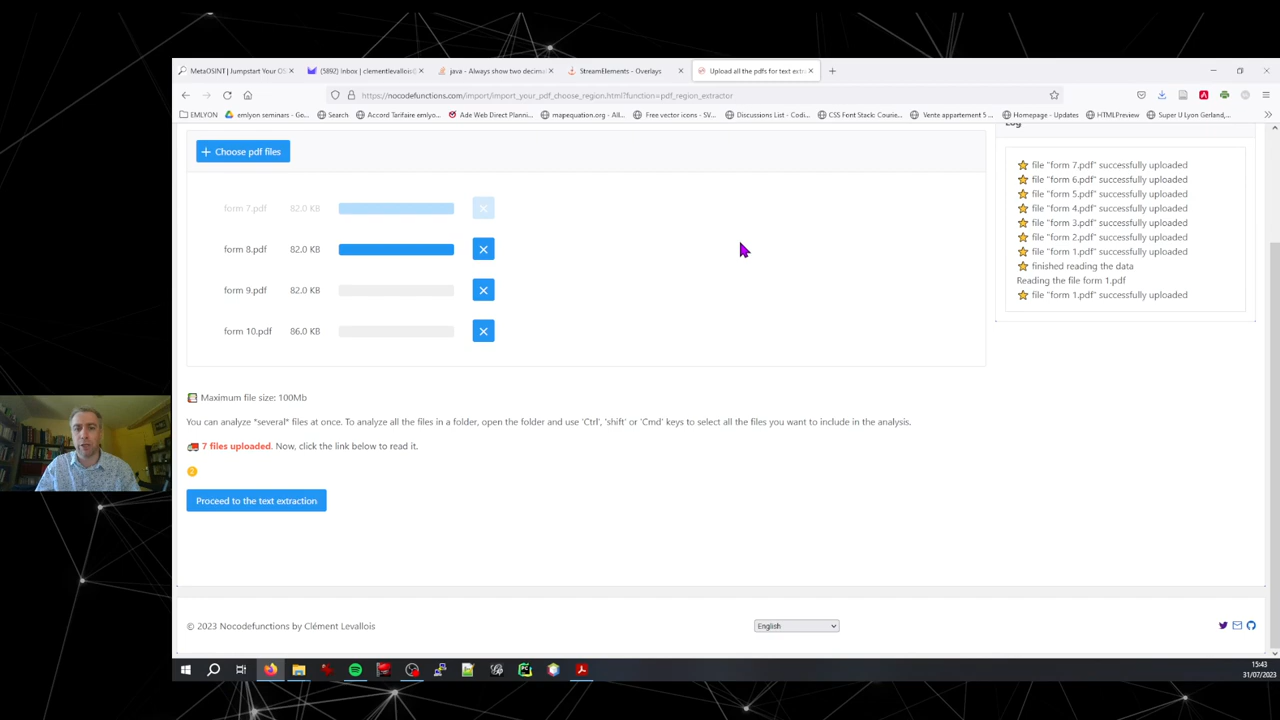 MetaOSINT | Jumpstart Your OS
(5892) Inbox | clementlevallois@
java - Always show two decimu
StreamElements - Overlays
Upload all the pdfs for text extr
https://nocodefunctions.com/import/import_your_pdf_choose_region.html?function=pdf_region_extractor
EMLYON
emlyon seminars - Go...
Search
Accord Tarifaire emlyo...
Ade Web Direct Planni...
mapequation.org - All...
Free vector icons - SV...
Discussions List - Codi...
CSS Font Stack: Courie...
Vente appartement 5 ...
Homepage - Updates
HTMLPreview
Super U Lyon Gerland,...
Log
Choose pdf files
form 7.pdf 82.0 KB
form 8.pdf 82.0 KB
form 9.pdf 82.0 KB
form 10.pdf 86.0 KB
file "form 7.pdf" successfully uploaded
file "form 6.pdf" successfully uploaded
file "form 5.pdf" successfully uploaded
file "form 4.pdf" successfully uploaded
file "form 3.pdf" successfully uploaded
file "form 2.pdf" successfully uploaded
file "form 1.pdf" successfully uploaded
finished reading the data
Reading the file form 1.pdf
file "form 1.pdf" successfully uploaded
Maximum file size: 100Mb
You can analyze *several* files at once. To analyze all the files in a folder, open the folder and use 'Ctrl', 'shift' or 'Cmd' keys to select all the files you want to include in the analysis.
7 files uploaded. Now, click the link below to read it.
2
Proceed to the text extraction
© 2023 Nocodefunctions by Clément Levallois
English
15:43
31/07/2023